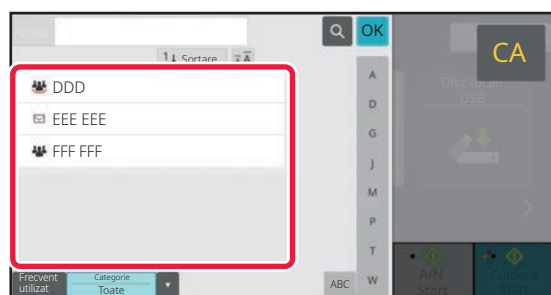 Adresă
OK
CA
1 Sortare
DDD
EEE EEE
FFF FFF
A
D
G
J
M
P
T
W
Disc local/
USB
Frecvent
utilizat
Categorie
Toate
ABC
A/N
Start
Culoare
Start